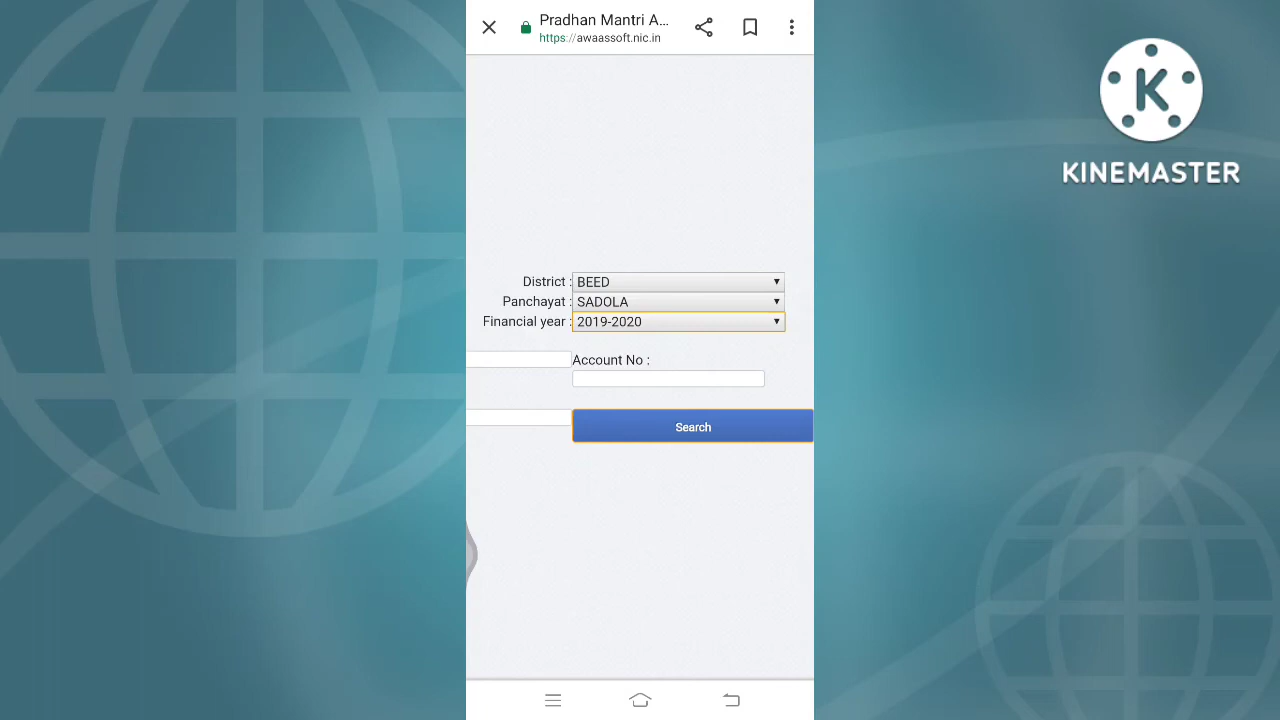 Pradhan Mantri A...
https://awaassoft.nic.in
K
KINEMASTER
District : BEED
Panchayat : SADOLA
Financial year : 2019-2020
Account No :
Search